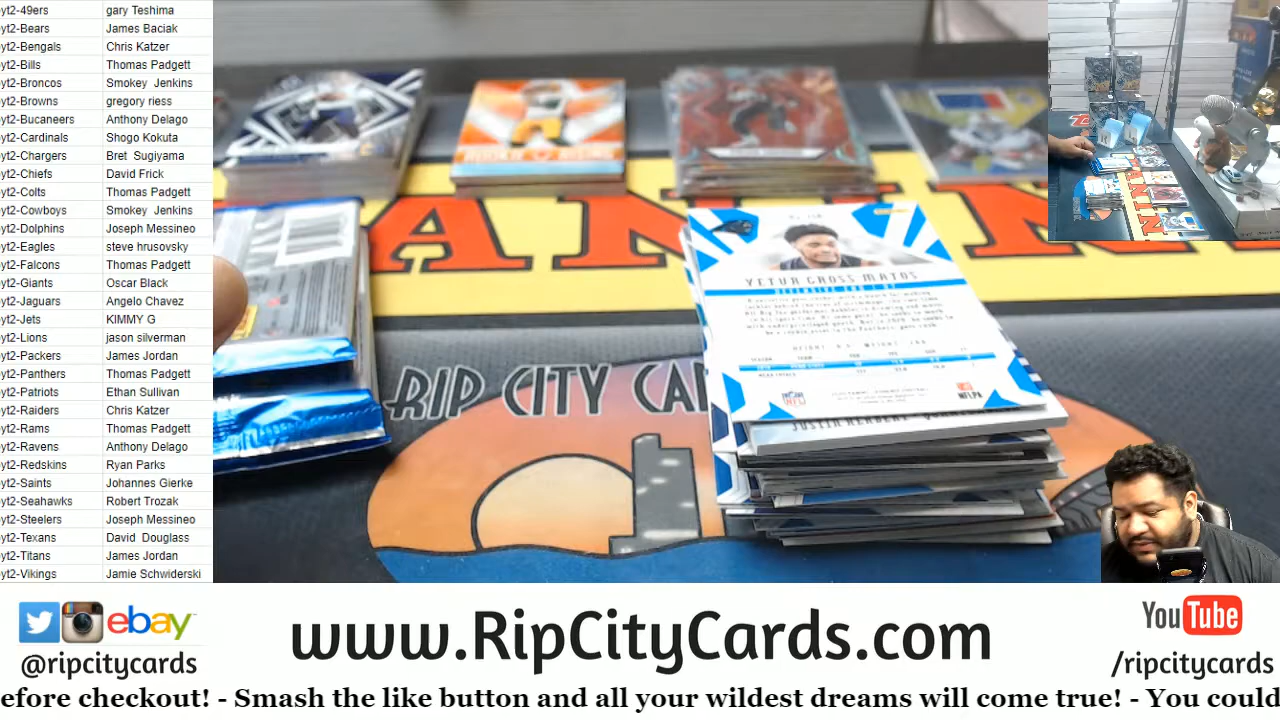 yt2-49ers gary Teshima
yt2-Bears James Baciak
yt2-Bengals Chris Katzer
yt2-Bills Thomas Padgett
yt2-Broncos Smokey Jenkins
yt2-Browns gregory riess
yt2-Bucaneers Anthony Delago
yt2-Cardinals Shogo Kokuta
yt2-Chargers Bret Sugiyama
yt2-Chiefs David Frick
yt2-Colts Thomas Padgett
yt2-Cowboys Smokey Jenkins
yt2-Dolphins Joseph Messineo
yt2-Eagles steve hrusovsky
yt2-Falcons Thomas Padgett
yt2-Giants
yt2-Jaguars Angelo Chavez
yt2-Jets
yt2-Lions
yt2-Packers James Jordan
yt2-Panthers Thomas Padgett
yt2-Patriots Ethan Suliman
yt2-Raiders Chris Katzer
yt2-Rams Thomas Padgett
yt2-Ravens Anthony Delago
yt2-Redskins Ryan Parks
yt2-Saints Johannes Gierke
yt2-Seahawks Robert Trozak
yt2-Steelers Joseph Messineo
yt2-Texans David Douglass
yt2-Titans James Jordan
yt2-Vikings Jamie Schwiderski
PANINI
YETUR GROSS MATOS
RIP CITY CAR
JUSTIN HERBERT
NFLPA
ebay
@ripcitycards
www.RipCityCards.com
YouTube
/ripcitycards
efore checkout! - Smash the like button and all your wildest dreams will come true! - You could